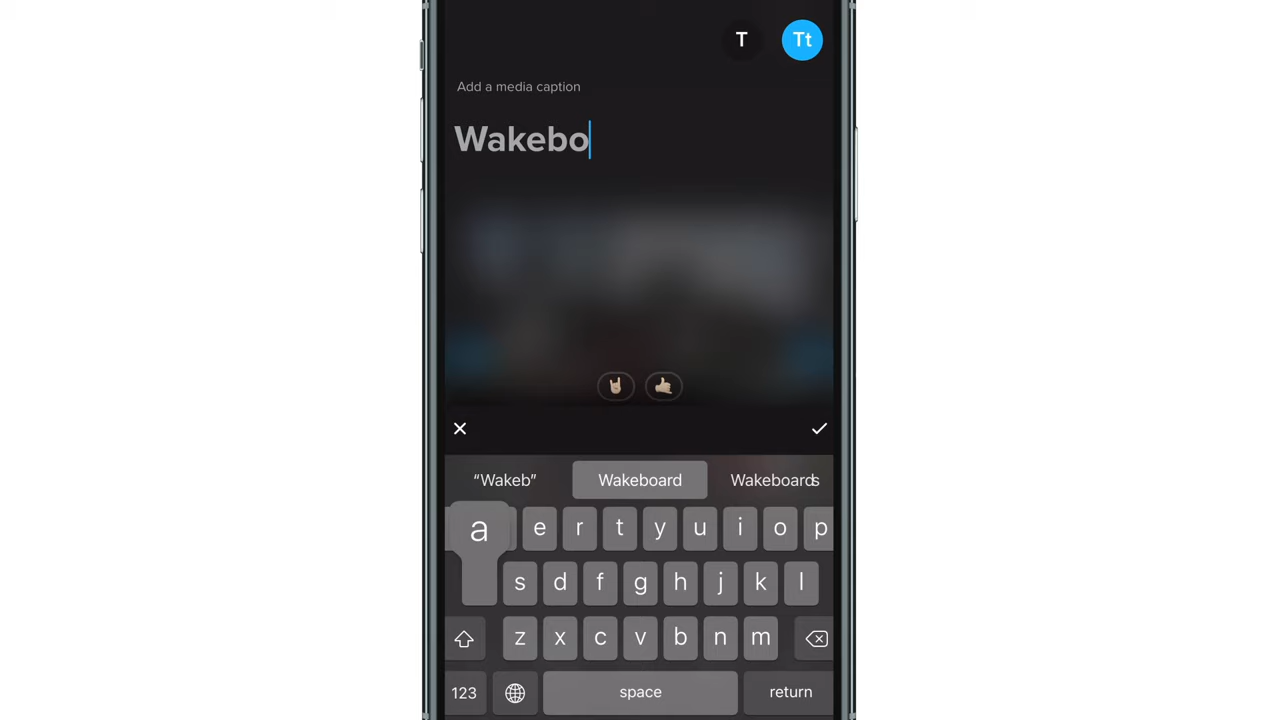 T Tt
Add a media caption
Wakebo
“Wakeb” Wakeboard Wakeboards
a e r t y u i o p
s d f g h j k l
z x c v b n m
123 space return